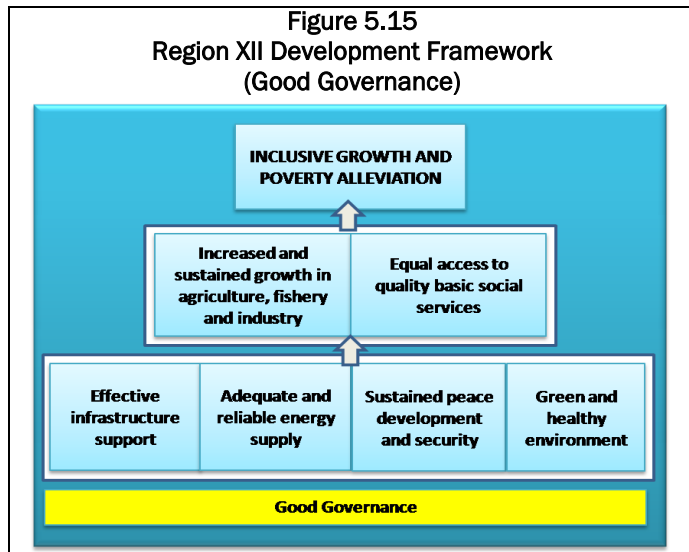 Figure 5.15
Region XII Development Framework
(Good Governance)
INCLUSIVE GROWTH AND
POVERTY ALLEVIATION
Increased and
sustained growth in
agriculture, fishery
and industry
Equal access to
quality basic social
services
Effective
infrastructure
support
Adequate and
reliable energy
supply
Sustained peace
development
and security
Green and
healthy
environment
Good Governance